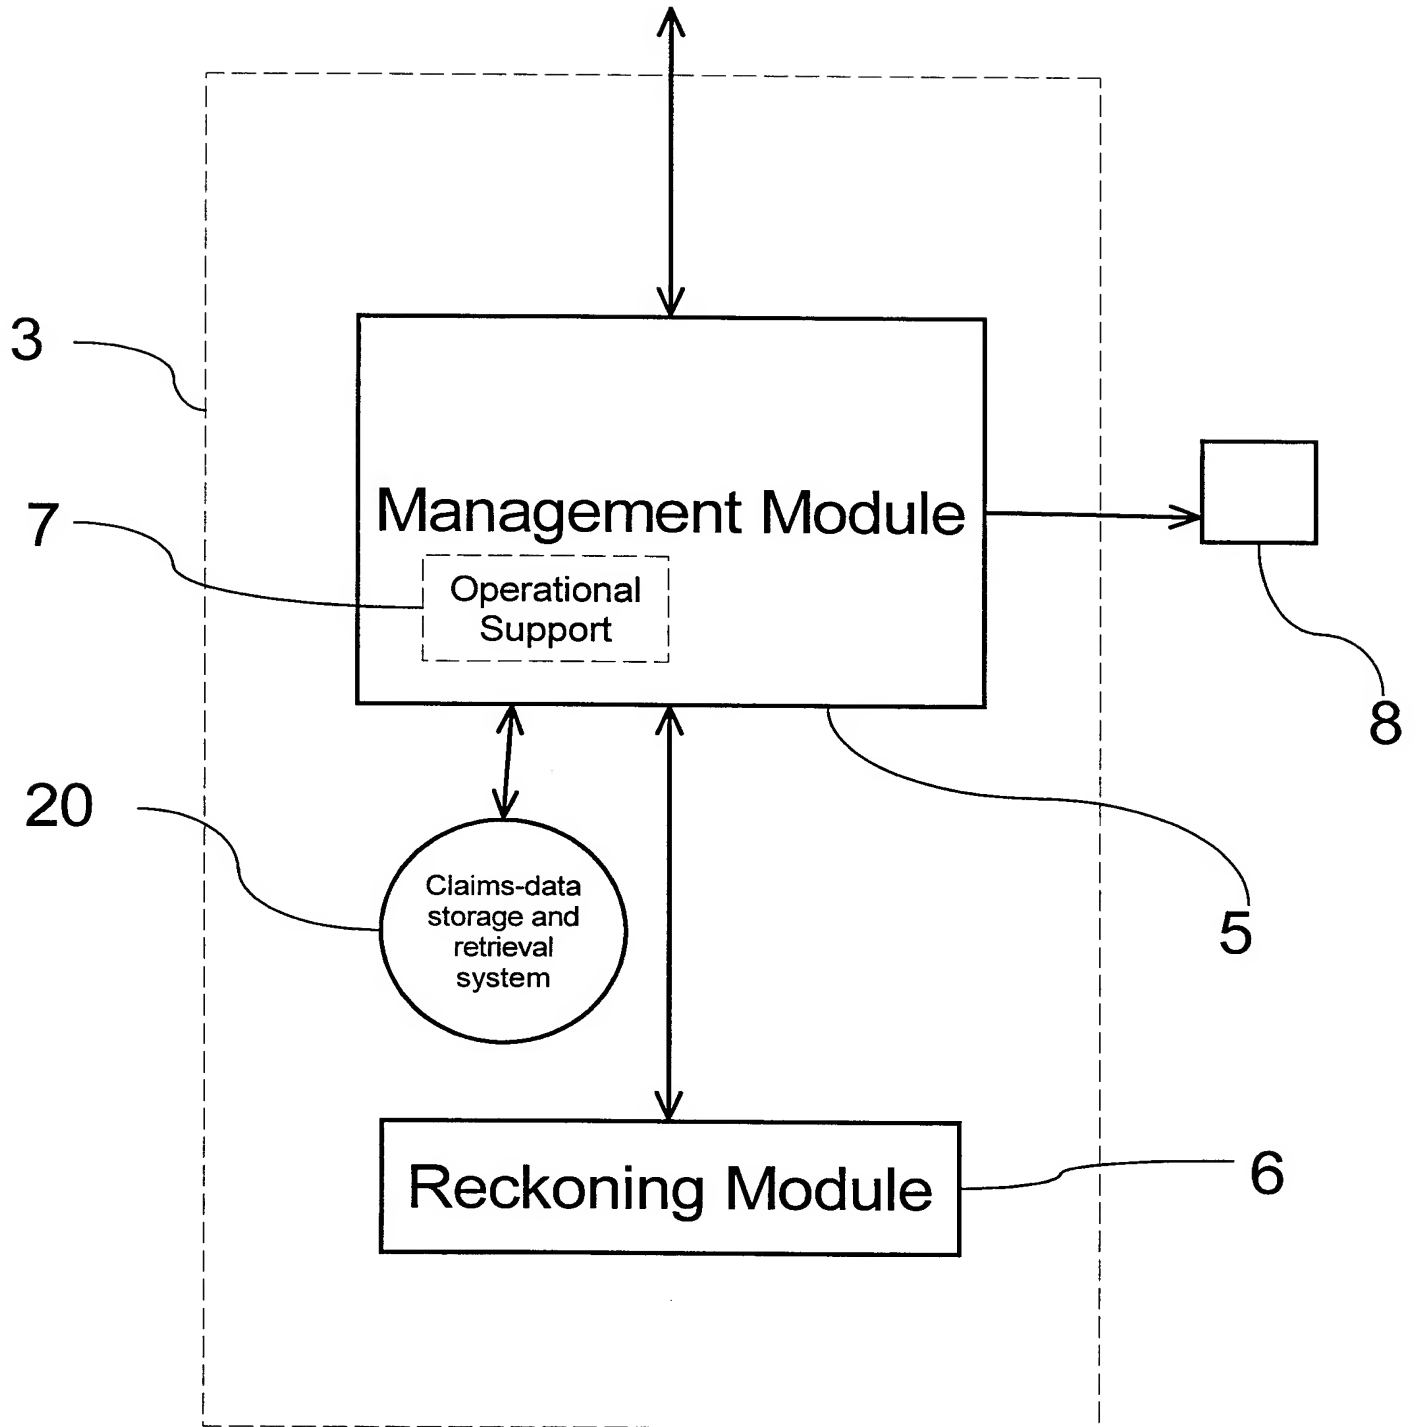 3
Management Module
7
Operational
Support
8
20
Claims-data
storage and
retrieval
system
5
Reckoning Module
6